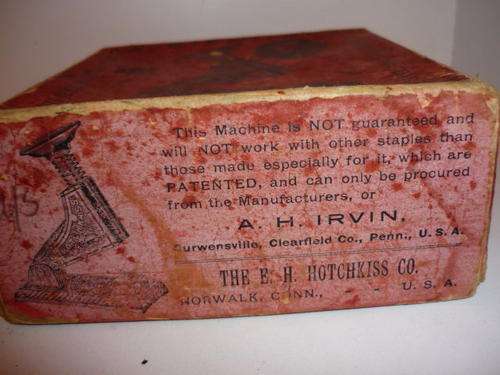 This Machine is NOT guaranteed and
will NOT work with other staples than
those made especially for it, which are
PATENTED, and can only be procured
from the Manufacturers, or
A. H. IRVIN,
Curwensville, Clearfield Co., Penn., U. S. A.
THE E. H. HOTCHKISS CO.
NORWALK, CONN., - U. S. A.